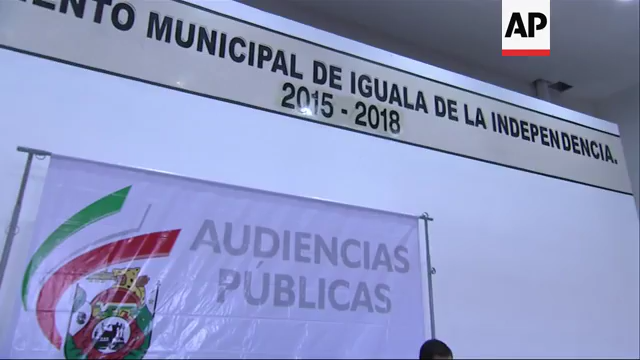 AP
MUNICIPAL DE IGUALA DE LA INDEPENDENCIA.
2015 - 2018
AUDIENCIAS
PÚBLICAS